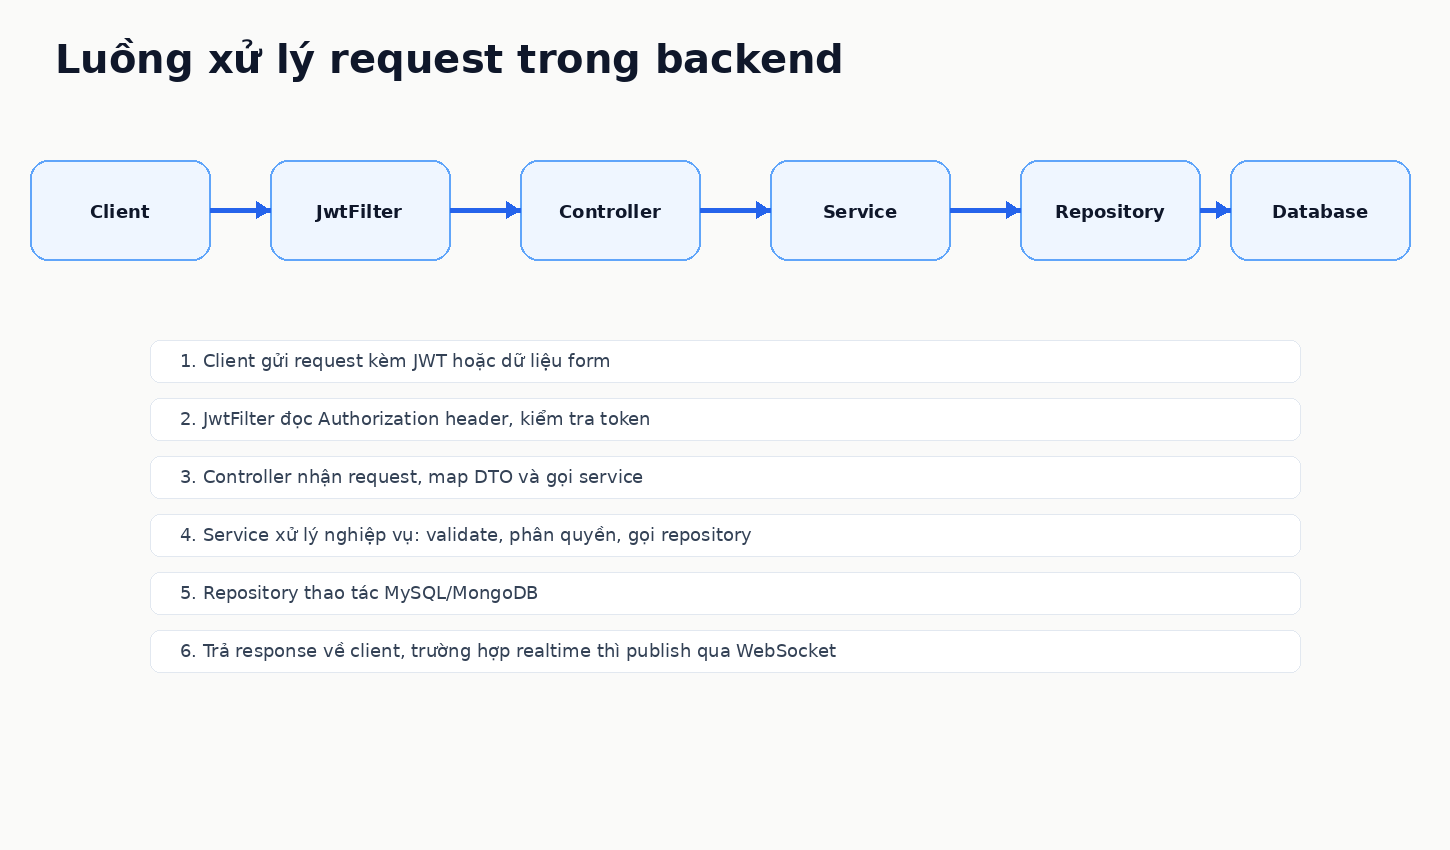 Luồng xử lý request trong backend
Client
JwtFilter
Controller
Service
Repository
Database
1. Client gửi request kèm JWT hoặc dữ liệu form
2. JwtFilter đọc Authorization header, kiểm tra token
3. Controller nhận request, map DTO và gọi service
4. Service xử lý nghiệp vụ: validate, phân quyền, gọi repository
5. Repository thao tác MySQL/MongoDB
6. Trả response về client, trường hợp realtime thì publish qua WebSocket